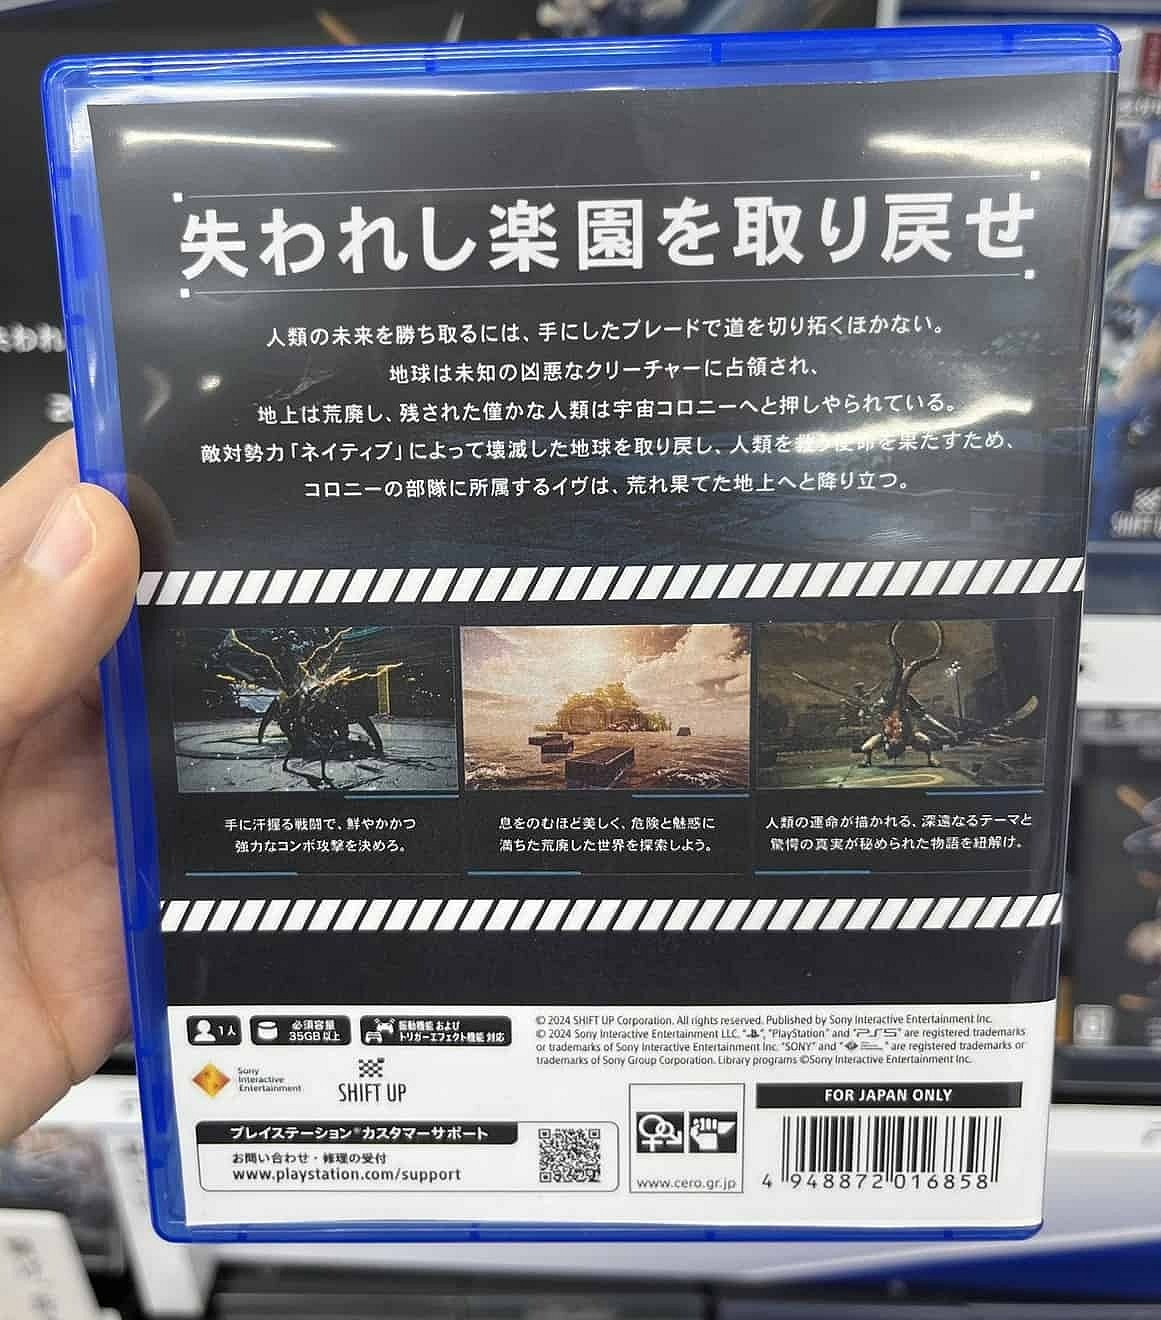 失われし楽園を取り戻せ
人類の未来を勝ち取るには、手にしたブレードで道を切り拓くほかない。
地球は未知の凶悪なクリーチャーに占領され、
地上は荒廃し、残された僅かな人類は宇宙コロニーへと押しやられている。
敵対勢力「ネイティブ」によって壊滅した地球を取り戻し、人類を救う使命を果たすため、
コロニーの部隊に所属するイヴは、荒れ果てた地上へと降り立つ。
手に汗握る戦闘で、鮮やかかつ
強力なコンボ攻撃を決めろ。
息をのむほど美しく、危険と魅惑に
満ちた荒廃した世界を探索しよう。
人類の運命が描かれる、深遠なるテーマと
驚愕の真実が秘められた物語を紐解け。
1人
必須容量
35GB以上
振動機能 および
トリガーエフェクト機能 対応
© 2024 SHIFT UP Corporation. All rights reserved. Published by Sony Interactive Entertainment Inc.
© 2024 Sony Interactive Entertainment LLC. " ", "PlayStation" and "PS5" are registered trademarks
or trademarks of Sony Interactive Entertainment Inc. "SONY" and " " are registered trademarks or
trademarks of Sony Group Corporation. Library programs ©Sony Interactive Entertainment Inc.
Sony
Interactive
Entertainment
SHIFT UP
プレイステーション®カスタマーサポート
お問い合わせ・修理の受付
www.playstation.com/support
www.cero.gr.jp
FOR JAPAN ONLY
4 948872 016858